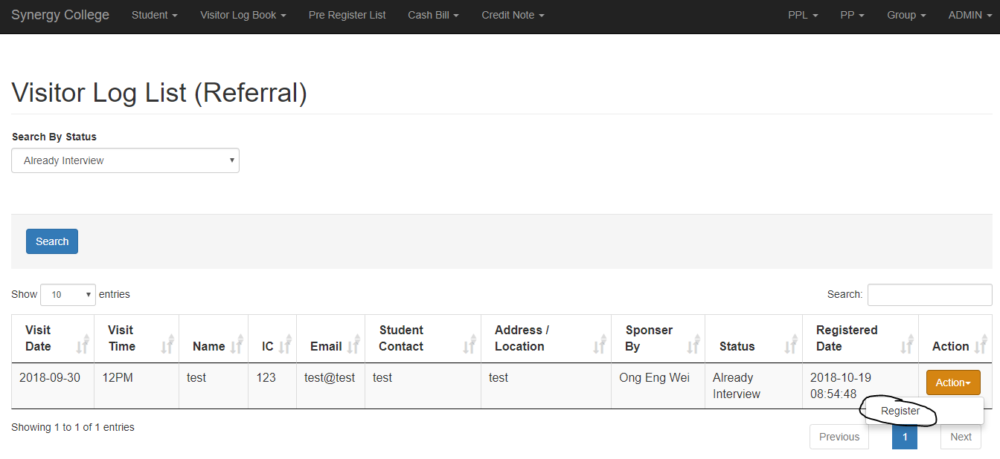 Synergy College Student Visitor Log Book Pre Register List Cash Bill Credit Note PPL PP Group ADMIN
Visitor Log List (Referral)
Search By Status
Already Interview
Search
Show 10 entries Search:
Visit Date Visit Time Name IC Email Student Contact Address / Location Sponser By Status Registered Date Action
2018-09-30 12PM test 123 test@test test test Ong Eng Wei Already Interview 2018-10-19 08:54:48 Action
Register
Showing 1 to 1 of 1 entries
Previous 1 Next